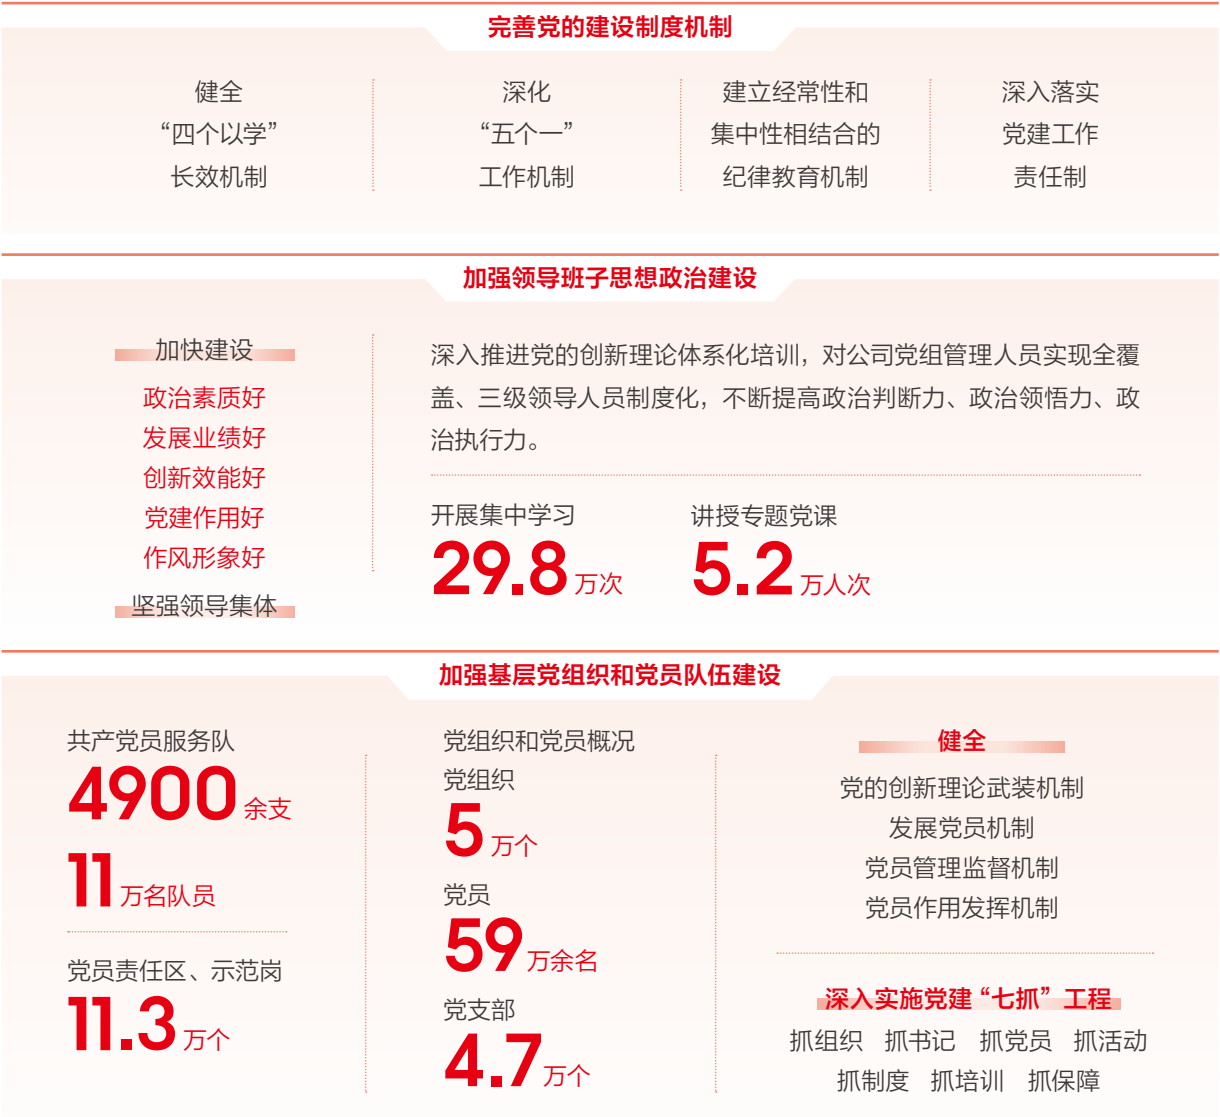 完善党的建设制度机制
健全
“四个以学”
长效机制
深化
“五个一”
工作机制
建立经常性和
集中性相结合的
纪律教育机制
深入落实
党建工作
责任制
加强领导班子思想政治建设
加快建设
政治素质好
发展业绩好
创新效能好
党建作用好
作风形象好
坚强领导集体
深入推进党的创新理论体系化培训，对公司党组管理人员实现全覆
盖、三级领导人员制度化，不断提高政治判断力、政治领悟力、政
治执行力。
开展集中学习
29.8 万次
讲授专题党课
5.2 万人次
加强基层党组织和党员队伍建设
共产党员服务队
4900 余支
11 万名队员
党员责任区、示范岗
11.3 万个
党组织和党员概况
党组织
5 万个
党员
59 万余名
党支部
4.7 万个
健全
党的创新理论武装机制
发展党员机制
党员管理监督机制
党员作用发挥机制
深入实施党建“七抓”工程
抓组织 抓书记 抓党员 抓活动
抓制度 抓培训 抓保障